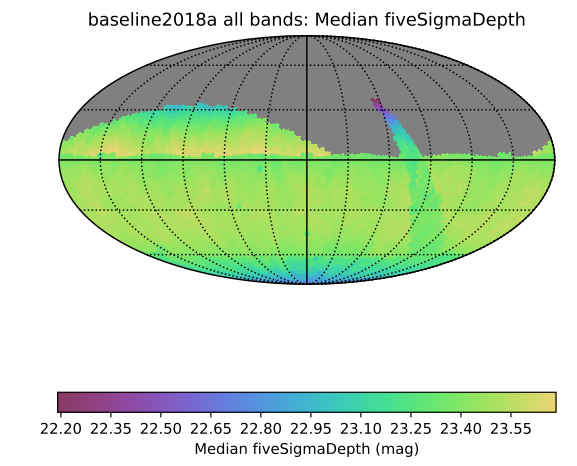 baseline2018a all bands: Median fiveSigmaDepth
22.20 22.35 22.50 22.65 22.80 22.95 23.10 23.25 23.40 23.55
Median fiveSigmaDepth (mag)